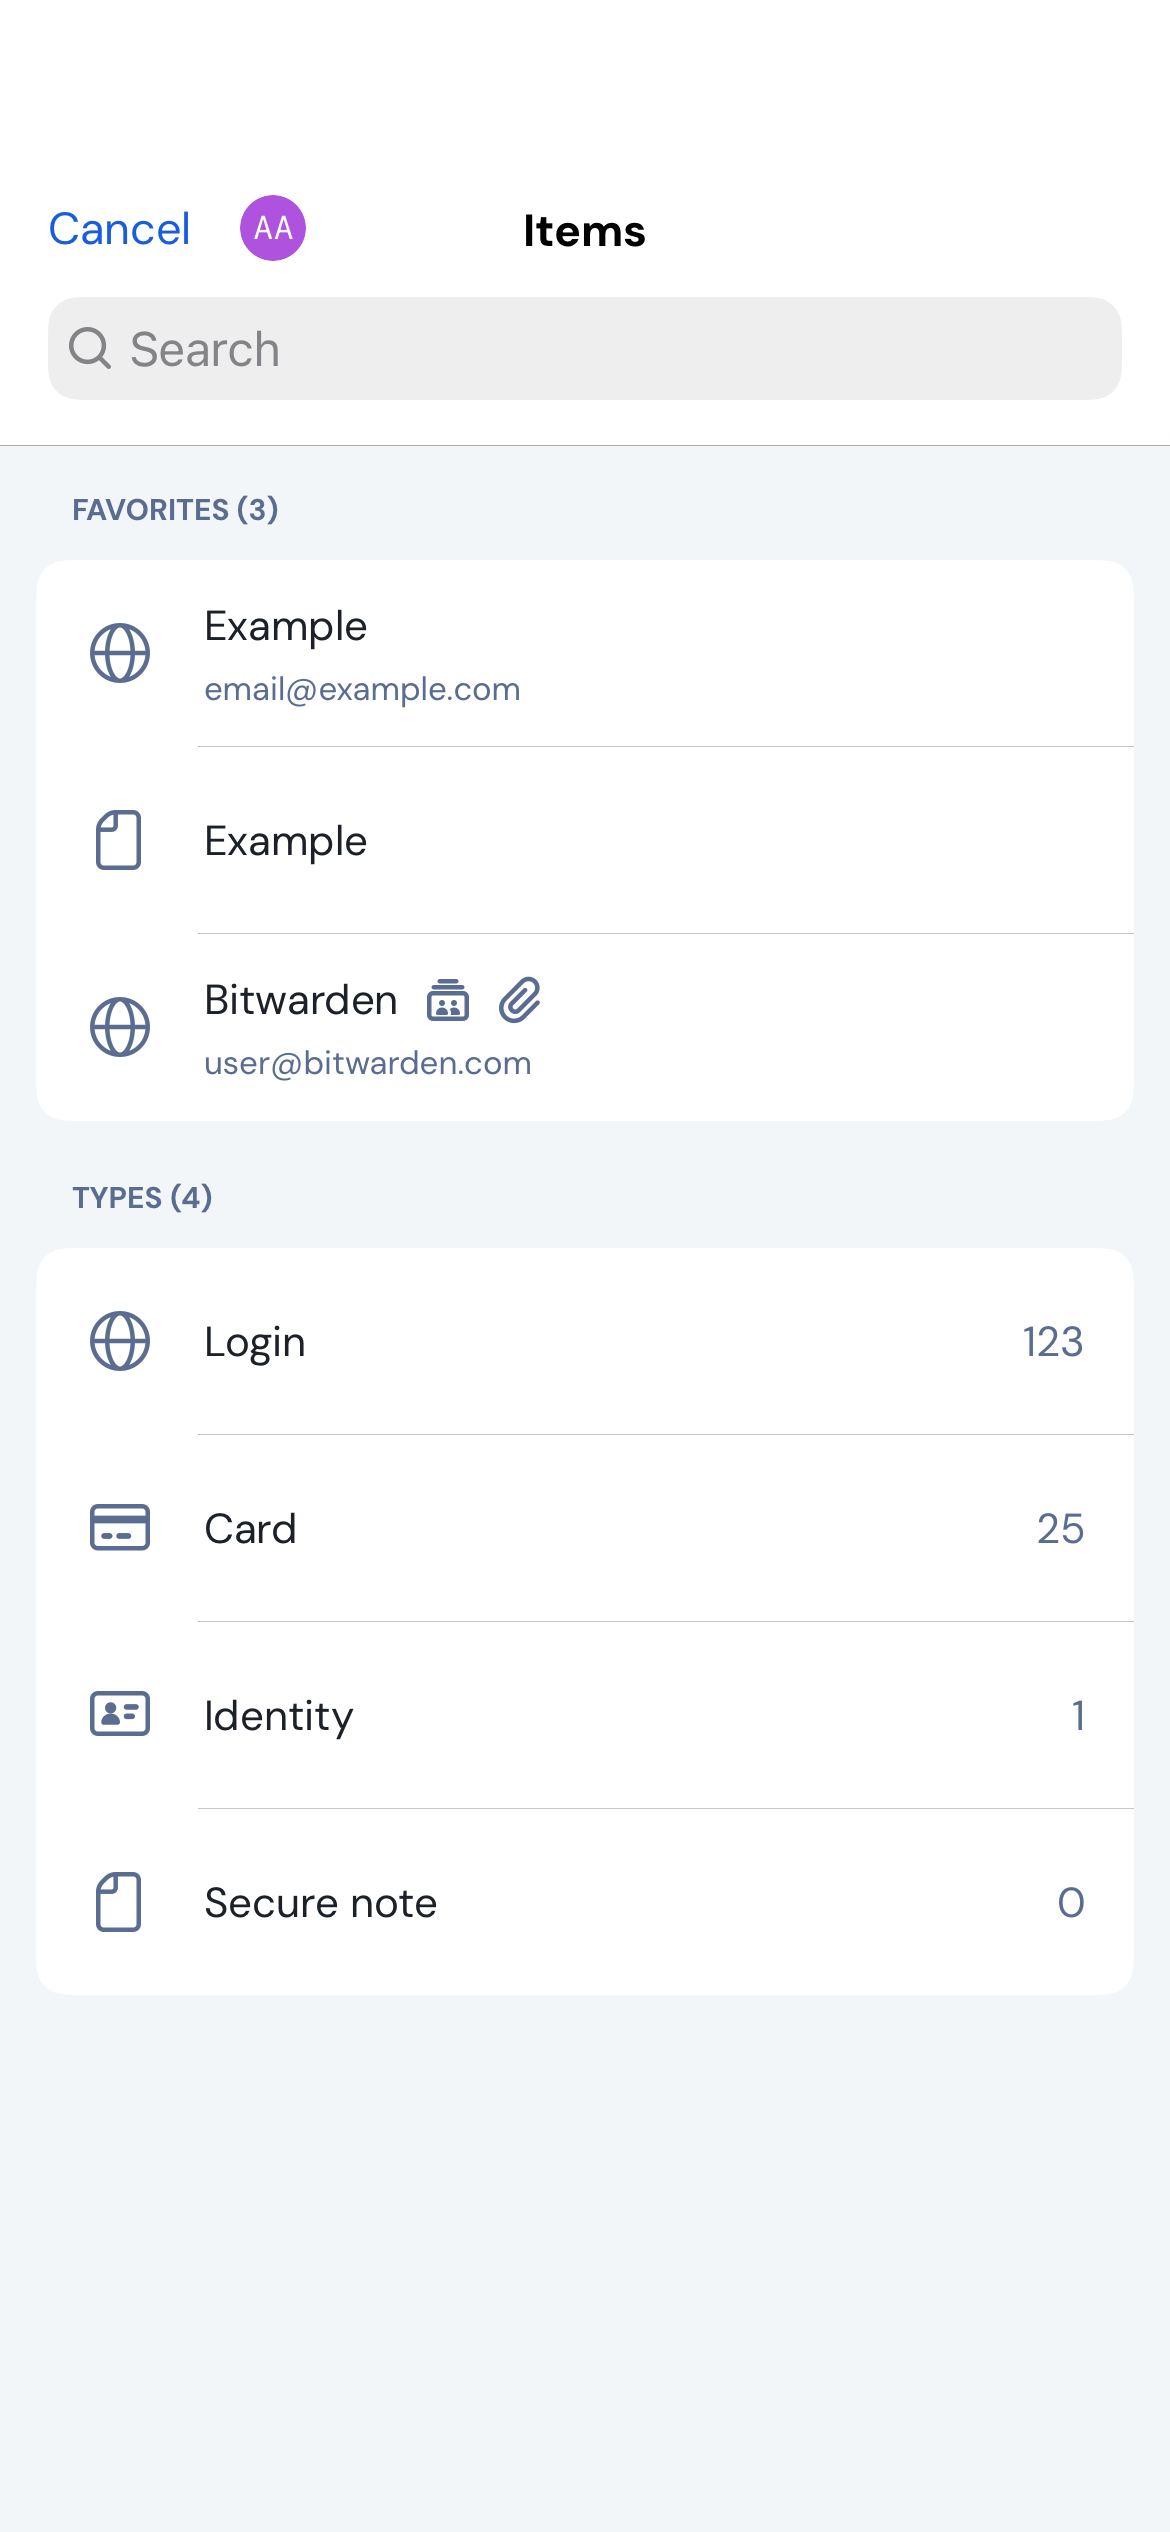 Cancel AA Items
Search
FAVORITES (3)
Example
email@example.com
Example
Bitwarden
user@bitwarden.com
TYPES (4)
Login 123
Card 25
Identity 1
Secure note 0